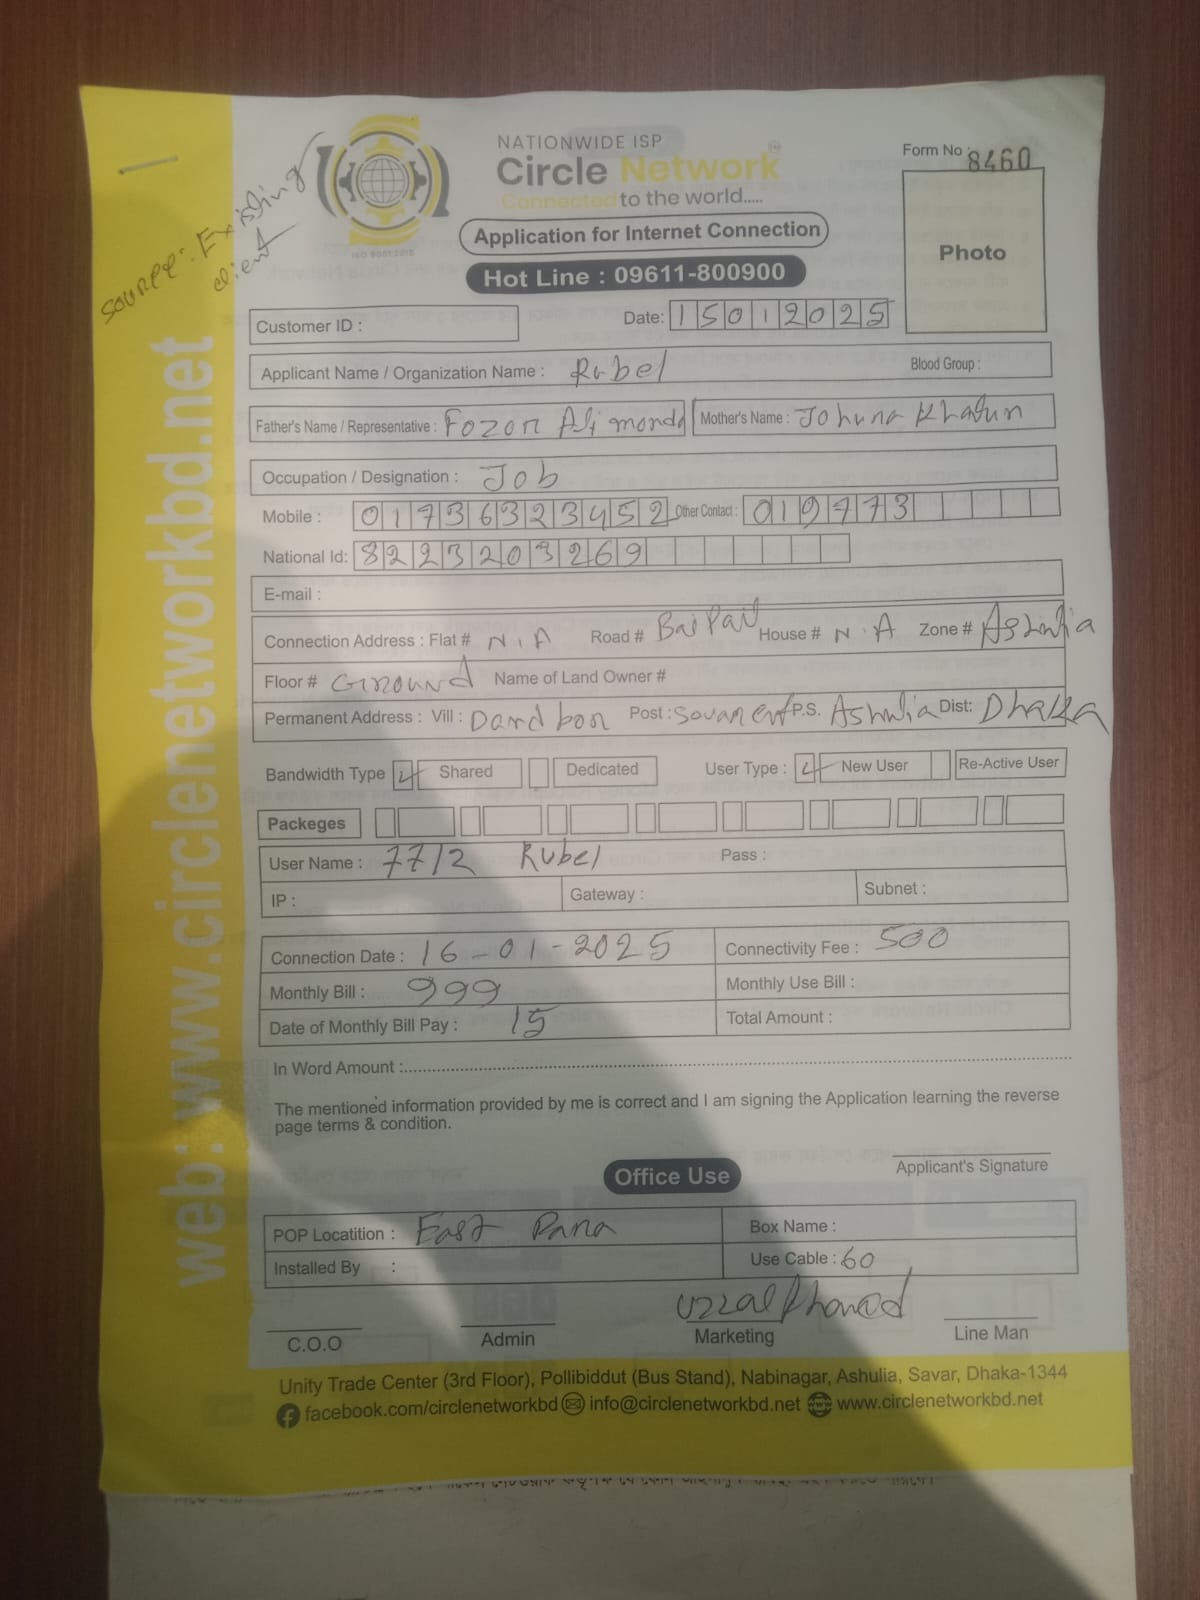 SOURCE: Existing
client
NATIONWIDE ISP
Circle Network
Connected to the world.....
ISO 9001:2015
Application for Internet Connection
Hot Line : 09611-800900
Form No : 8460
Photo
Customer ID :
Date: 15012025
Applicant Name / Organization Name : Rubel Blood Group :
Father's Name / Representative : Fozor Ali mondo Mother's Name : Johuna Khatun
Occupation / Designation : Job
Mobile : 01736323452 Other Contact : 019773
National Id: 8223203269
E-mail :
Connection Address : Flat # N.A Road # BaiPail House # N.A Zone # Ashulia
Floor # Ground Name of Land Owner #
Permanent Address : Vill : Dand bor Post : P.S. Ashulia Dist: Dhaka
Bandwidth Type Shared Dedicated User Type : New User Re-Active User
Packeges
User Name : 7712 Rubel Pass :
IP : Gateway : Subnet :
Connection Date : 16-01-2025 Connectivity Fee : 500
Monthly Bill : 999 Monthly Use Bill :
Date of Monthly Bill Pay : 15 Total Amount :
In Word Amount :
The mentioned information provided by me is correct and I am signing the Application learning the reverse
page terms & condition.
Applicant's Signature
Office Use
POP Locatition : East Para Box Name :
Installed By : Use Cable : 60
C.O.O Admin Marketing Line Man
Unity Trade Center (3rd Floor), Pollibiddut (Bus Stand), Nabinagar, Ashulia, Savar, Dhaka-1344
facebook.com/circlenetworkbd info@circlenetworkbd.net www.circlenetworkbd.net
web: www.circlenetworkbd.net